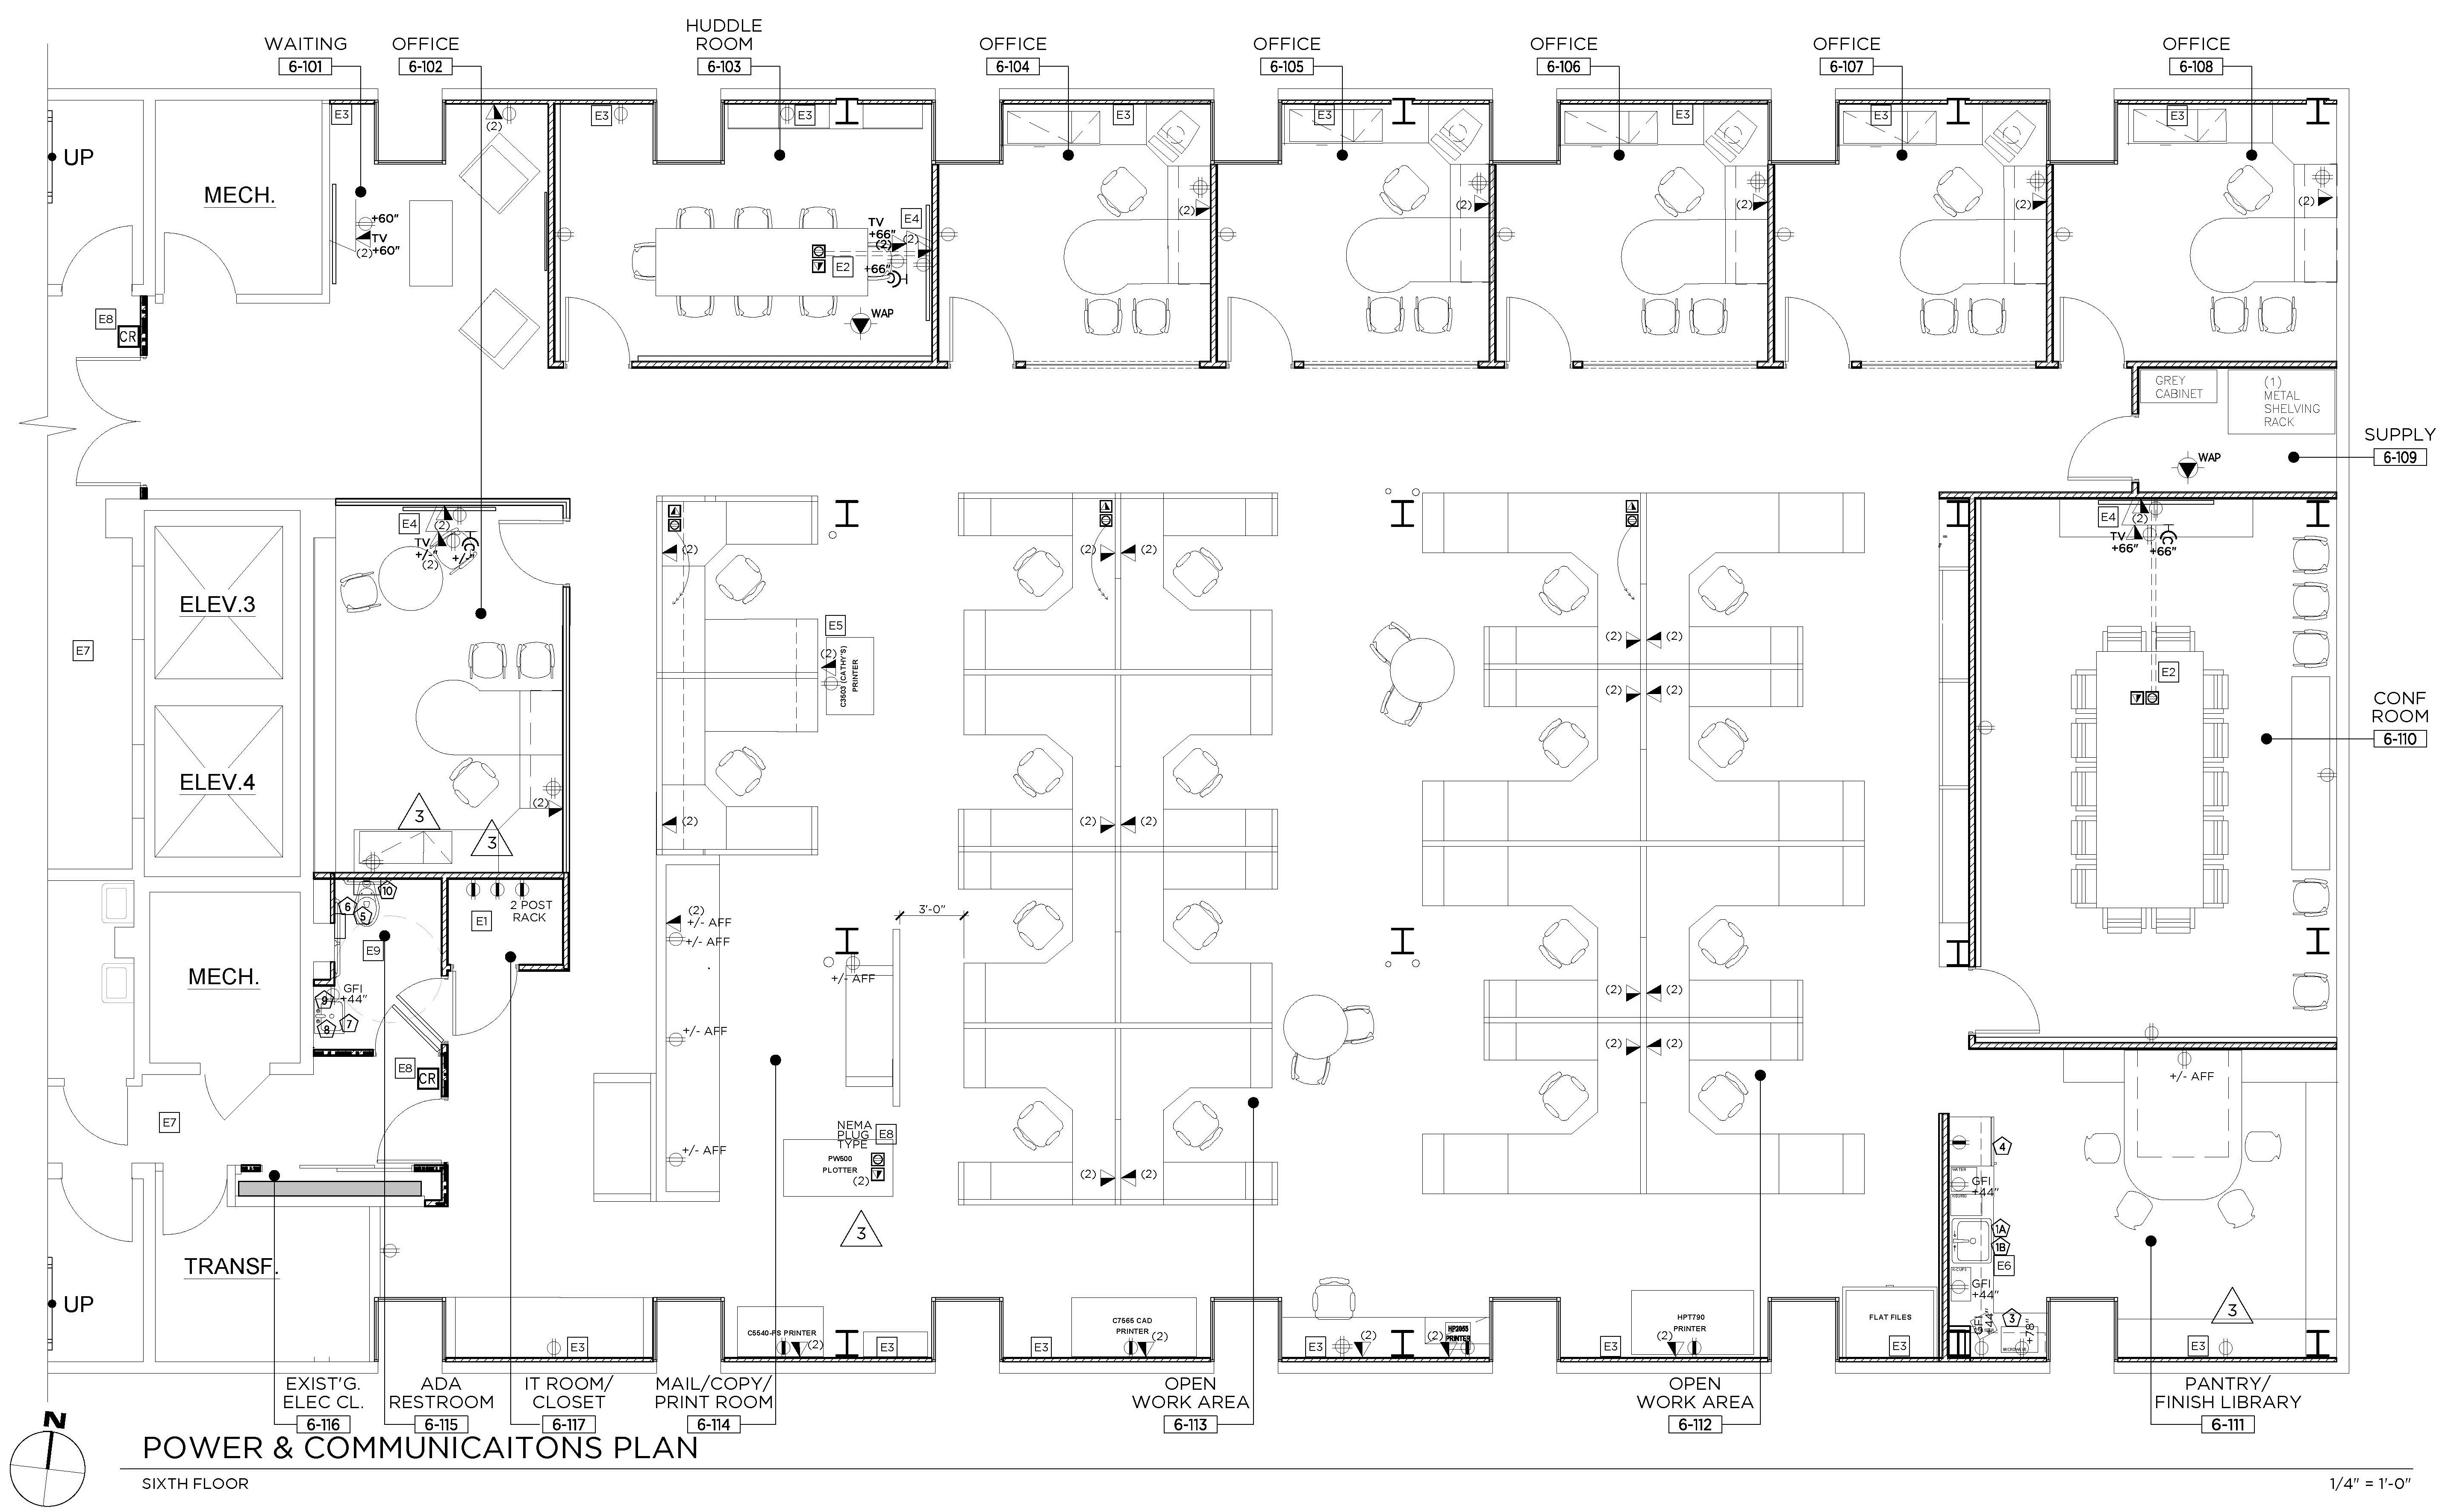 WAITING
6-101
OFFICE
6-102
HUDDLE
ROOM
6-103
OFFICE
6-104
OFFICE
6-105
OFFICE
6-106
OFFICE
6-107
OFFICE
6-108
E3
(2)
E3
E3
E3
E3
E3
E3
E3
UP
MECH.
+60"
TV
(2)
+60"
TV
+66"
(2)
(2)
E4
+66"
E2
WAP
(2)
(2)
(2)
(2)
(2)
E8
CR
GREY
CABINET
(1)
METAL
SHELVING
RACK
SUPPLY
6-109
WAP
E4
(2)
TV
+/-"
+/-"
(2)
E4
(2)
TV
+66"
+66"
(2)
(2)
(2)
ELEV.3
E7
E5
(2)
C3503 (CATHY'S)
PRINTER
(2)
(2)
(2)
(2)
E2
CONF
ROOM
6-110
ELEV.4
(2)
3
3
(2)
(2)
(2)
10
6
5
E1
2 POST
RACK
E9
(2)
+/- AFF
+/- AFF
3'-0"
MECH.
+/- AFF
GFI
+44"
9
8
7
(2)
(2)
+/- AFF
(2)
(2)
E8
CR
+/- AFF
E7
NEMA
PLUG
TYPE
E8
+/- AFF
PW500
PLOTTER
(2)
(2)
(2)
4
WATER
GFI
+44"
1A
1B
E6
3
TRANSF.
UP
GFI
+44"
3
GFI
+44"
3
+78"
MICROWAVE
E3
C5540-PS PRINTER
(2)
E3
E3
C7565 CAD
PRINTER
(2)
E3
(2)
(2)
HP2055
PRINTER
E3
HPT790
PRINTER
(2)
FLAT FILES
E3
E3
EXIST'G.
ELEC CL.
6-116
ADA
RESTROOM
6-115
IT ROOM/
CLOSET
6-117
MAIL/COPY/
PRINT ROOM
6-114
OPEN
WORK AREA
6-113
OPEN
WORK AREA
6-112
PANTRY/
FINISH LIBRARY
6-111
N
POWER & COMMUNICAITONS PLAN
SIXTH FLOOR
1/4" = 1'-0"